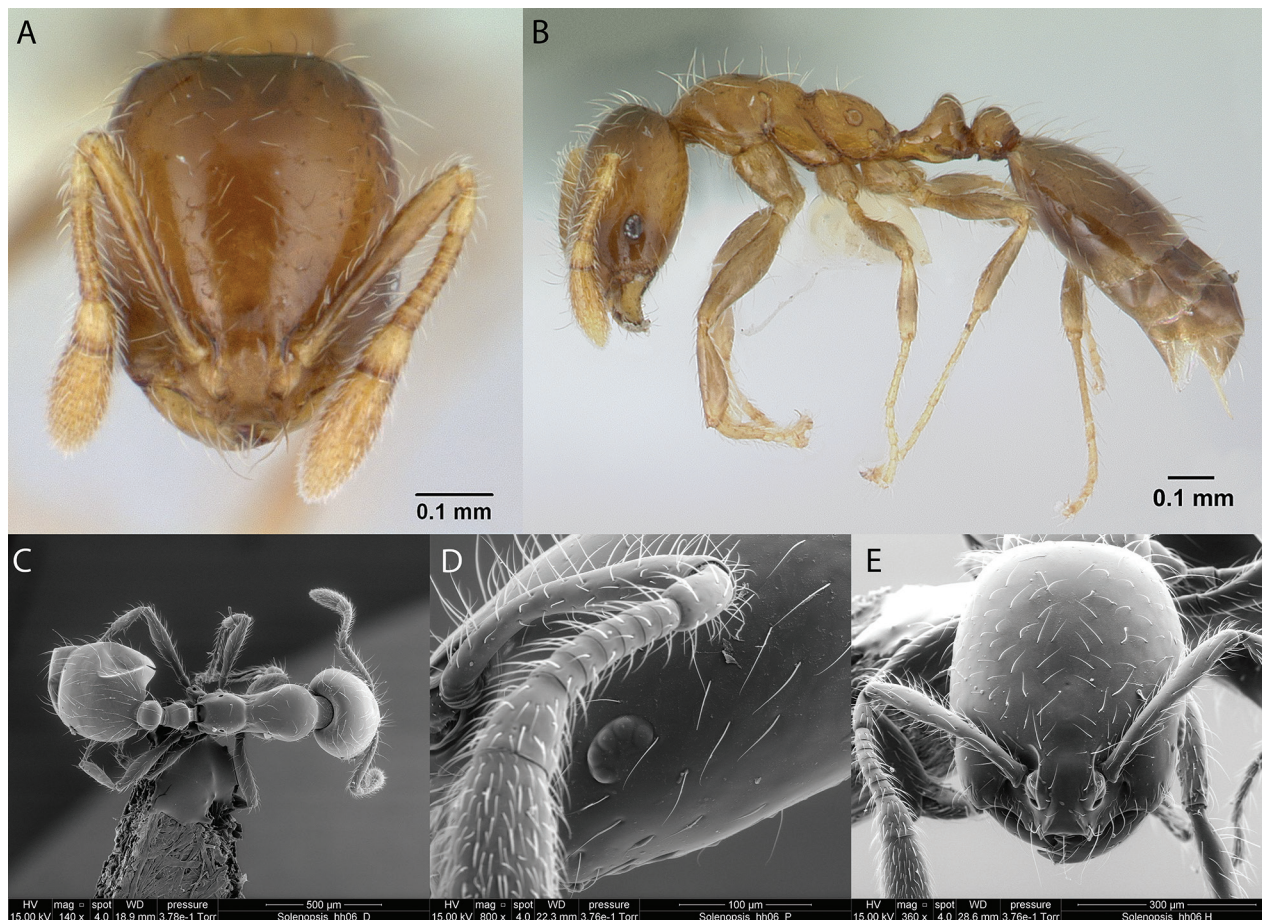 A
B
0.1 mm
0.1 mm
C
D
E
HV mag □ spot WD pressure 500 µm
15.00 kV 140 x 4.0 18.9 mm 3.78e-1 Torr Solenopsis_hh06_D
HV mag □ spot WD pressure 100 µm
15.00 kV 800 x 4.0 22.3 mm 3.76e-1 Torr Solenopsis_hh06_P
HV mag □ spot WD pressure 300 µm
15.00 kV 360 x 4.0 28.6 mm 3.76e-1 Torr Solenopsis_hh06_H